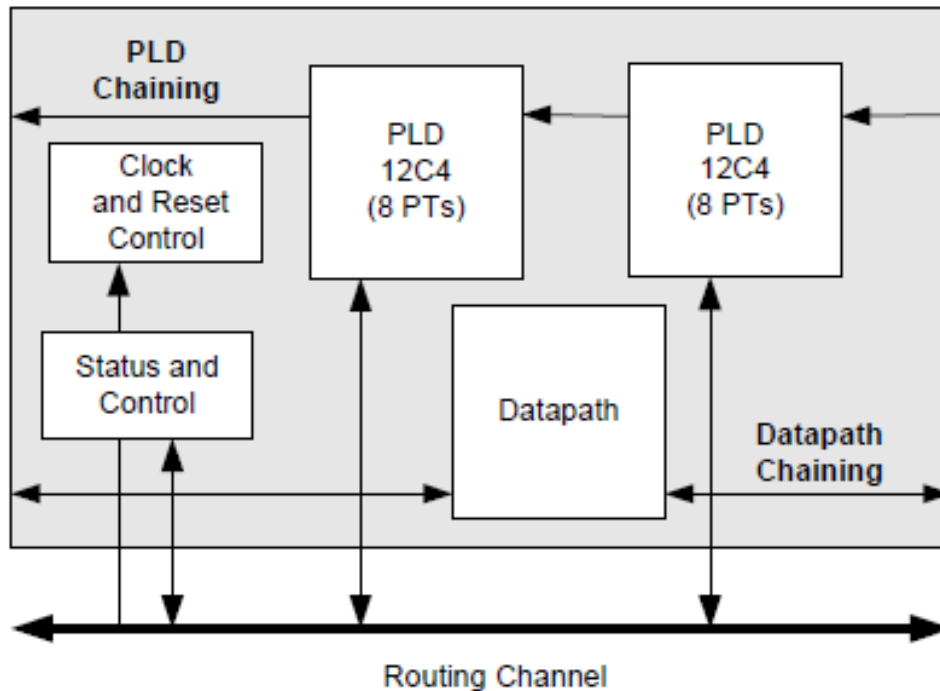 PLD
Chaining
Clock
and Reset
Control
PLD
12C4
(8 PTs)
PLD
12C4
(8 PTs)
Status and
Control
Datapath
Datapath
Chaining
Routing Channel